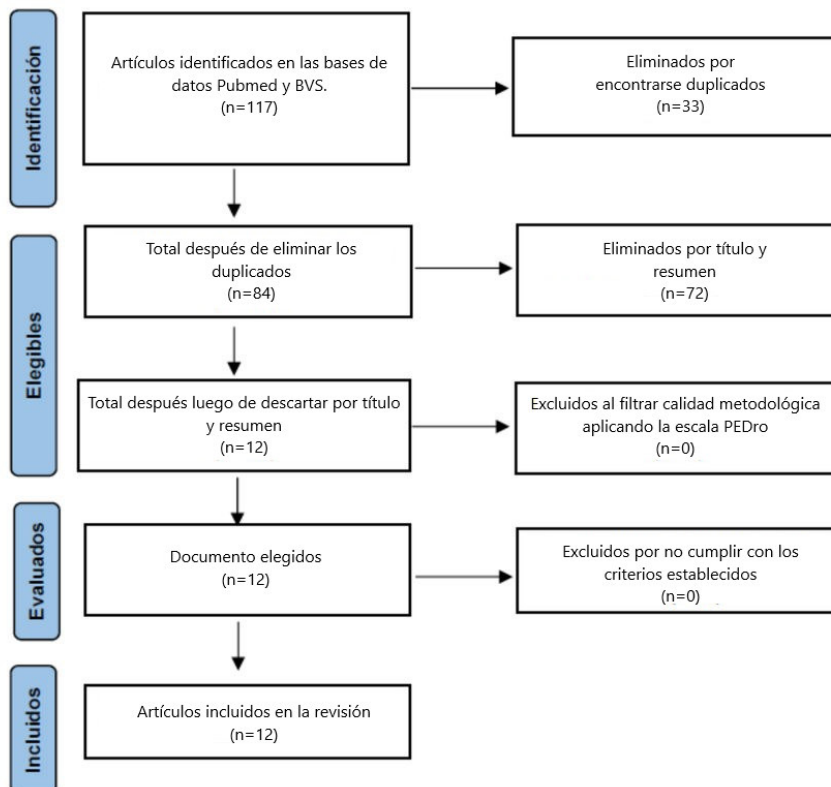 Identificación
Artículos identificados en las bases de
datos Pubmed y BVS.
(n=117)
Eliminados por
encontrarse duplicados
(n=33)
Elegibles
Total después de eliminar los
duplicados
(n=84)
Eliminados por título y
resumen
(n=72)
Total después luego de descartar por título
y resumen
(n=12)
Excluidos al filtrar calidad metodológica
aplicando la escala PEDro
(n=0)
Evaluados
Documento elegidos
(n=12)
Excluidos por no cumplir con los
criterios establecidos
(n=0)
Incluidos
Artículos incluidos en la revisión
(n=12)